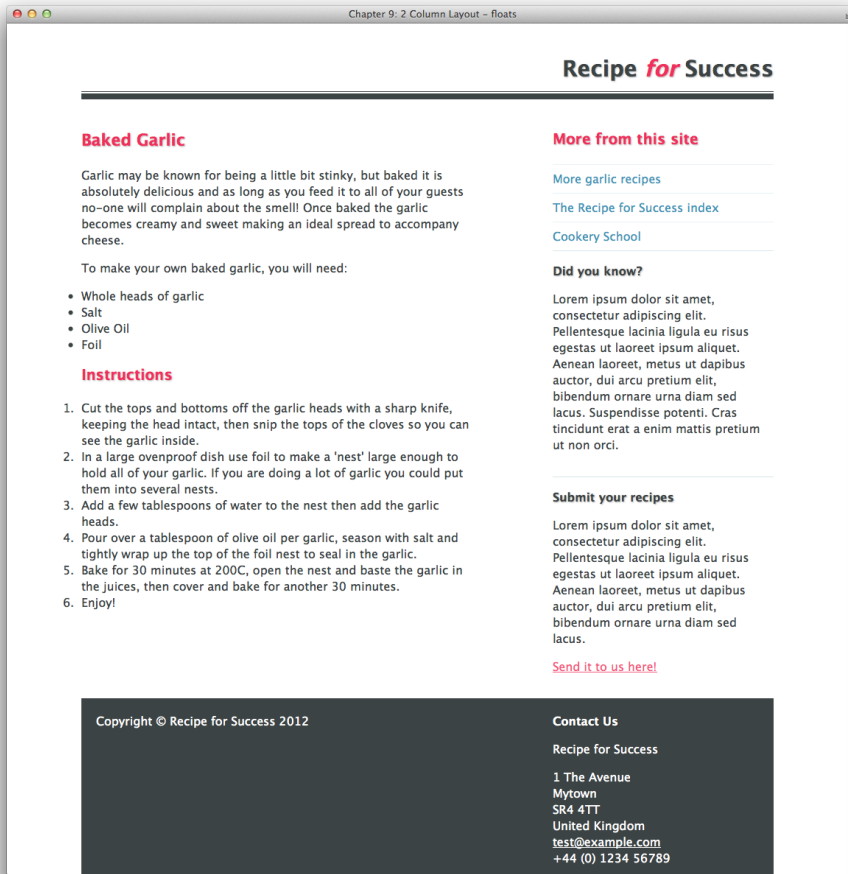 Chapter 9: 2 Column Layout – floats
Recipe for Success
Baked Garlic
Garlic may be known for being a little bit stinky, but baked it is
absolutely delicious and as long as you feed it to all of your guests
no-one will complain about the smell! Once baked the garlic
becomes creamy and sweet making an ideal spread to accompany
cheese.
To make your own baked garlic, you will need:
• Whole heads of garlic
• Salt
• Olive Oil
• Foil
Instructions
1. Cut the tops and bottoms off the garlic heads with a sharp knife,
keeping the head intact, then snip the tops of the cloves so you can
see the garlic inside.
2. In a large ovenproof dish use foil to make a 'nest' large enough to
hold all of your garlic. If you are doing a lot of garlic you could put
them into several nests.
3. Add a few tablespoons of water to the nest then add the garlic
heads.
4. Pour over a tablespoon of olive oil per garlic, season with salt and
tightly wrap up the top of the foil nest to seal in the garlic.
5. Bake for 30 minutes at 200C, open the nest and baste the garlic in
the juices, then cover and bake for another 30 minutes.
6. Enjoy!
More from this site
More garlic recipes
The Recipe for Success index
Cookery School
Did you know?
Lorem ipsum dolor sit amet,
consectetur adipiscing elit.
Pellentesque lacinia ligula eu risus
egestas ut laoreet ipsum aliquet.
Aenean laoreet, metus ut dapibus
auctor, dui arcu pretium elit,
bibendum ornare urna diam sed
lacus. Suspendisse potenti. Cras
tincidunt erat a enim mattis pretium
ut non orci.
Submit your recipes
Lorem ipsum dolor sit amet,
consectetur adipiscing elit.
Pellentesque lacinia ligula eu risus
egestas ut laoreet ipsum aliquet.
Aenean laoreet, metus ut dapibus
auctor, dui arcu pretium elit,
bibendum ornare urna diam sed
lacus.
Send it to us here!
Copyright © Recipe for Success 2012
Contact Us
Recipe for Success
1 The Avenue
Mytown
SR4 4TT
United Kingdom
test@example.com
+44 (0) 1234 56789